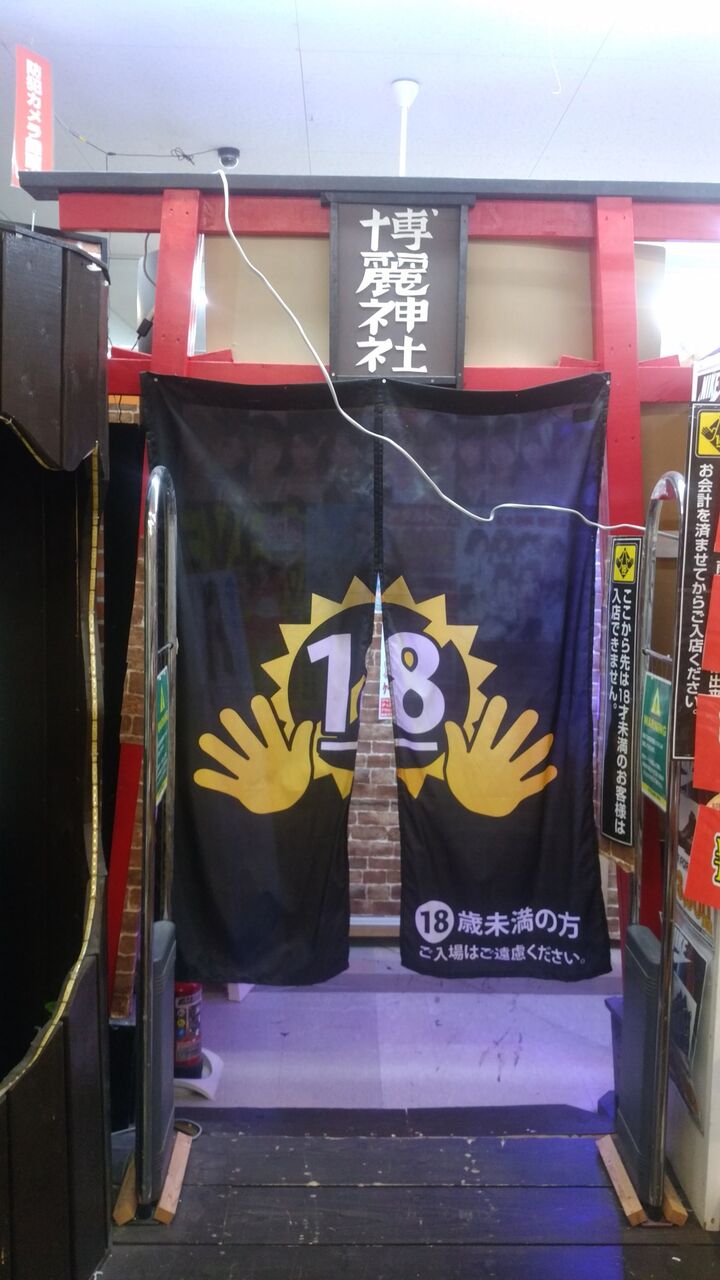 防犯カメラ
博麗神社
18
18歳未満の方
ご入場はご遠慮ください。
ここから先は18才未満のお客様は
入店できません。
お会計を済ませてからご入店ください。
WARNING